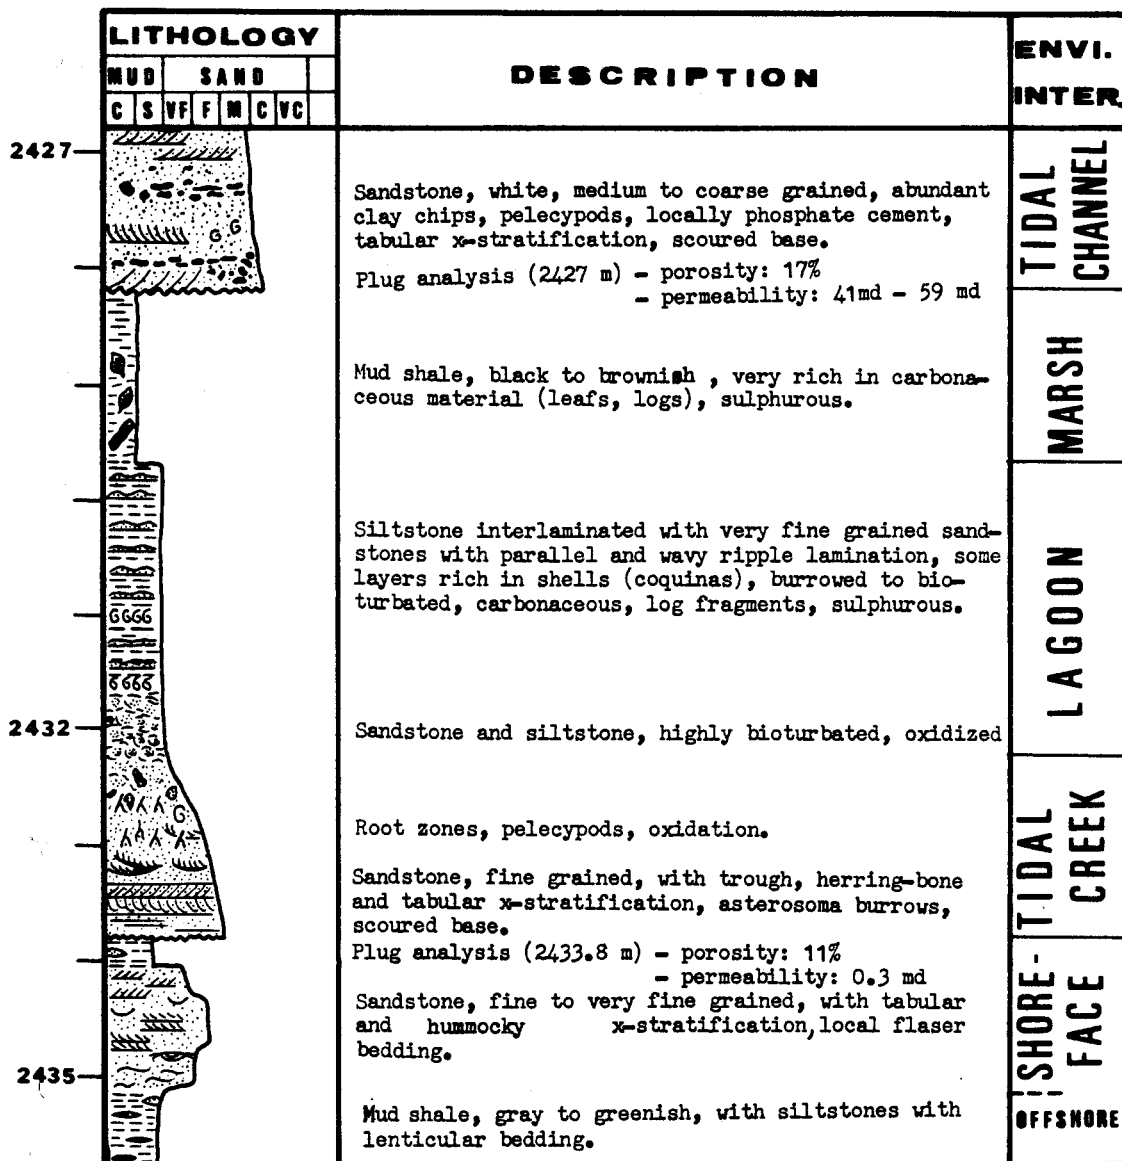 LITHOLOGY
MUD SAND
C S VF F M C VC
DESCRIPTION
ENVI.
INTER.
2427
Sandstone, white, medium to coarse grained, abundant
clay chips, pelecypods, locally phosphate cement,
tabular x-stratification, scoured base.
Plug analysis (2427 m) - porosity: 17%
- permeability: 41md - 59 md
TIDAL
CHANNEL
Mud shale, black to brownish , very rich in carbona-
ceous material (leafs, logs), sulphurous.
MARSH
Siltstone interlaminated with very fine grained sand-
stones with parallel and wavy ripple lamination, some
layers rich in shells (coquinas), burrowed to bio-
turbated, carbonaceous, log fragments, sulphurous.
LAGOON
2432
Sandstone and siltstone, highly bioturbated, oxidized
Root zones, pelecypods, oxidation.
Sandstone, fine grained, with trough, herring-bone
and tabular x-stratification, asterosoma burrows,
scoured base.
TIDAL
CREEK
Plug analysis (2433.8 m) - porosity: 11%
- permeability: 0.3 md
Sandstone, fine to very fine grained, with tabular
and hummocky x-stratification, local flaser
bedding.
SHORE-
FACE
2435
Mud shale, gray to greenish, with siltstones with
lenticular bedding.
OFFSHORE